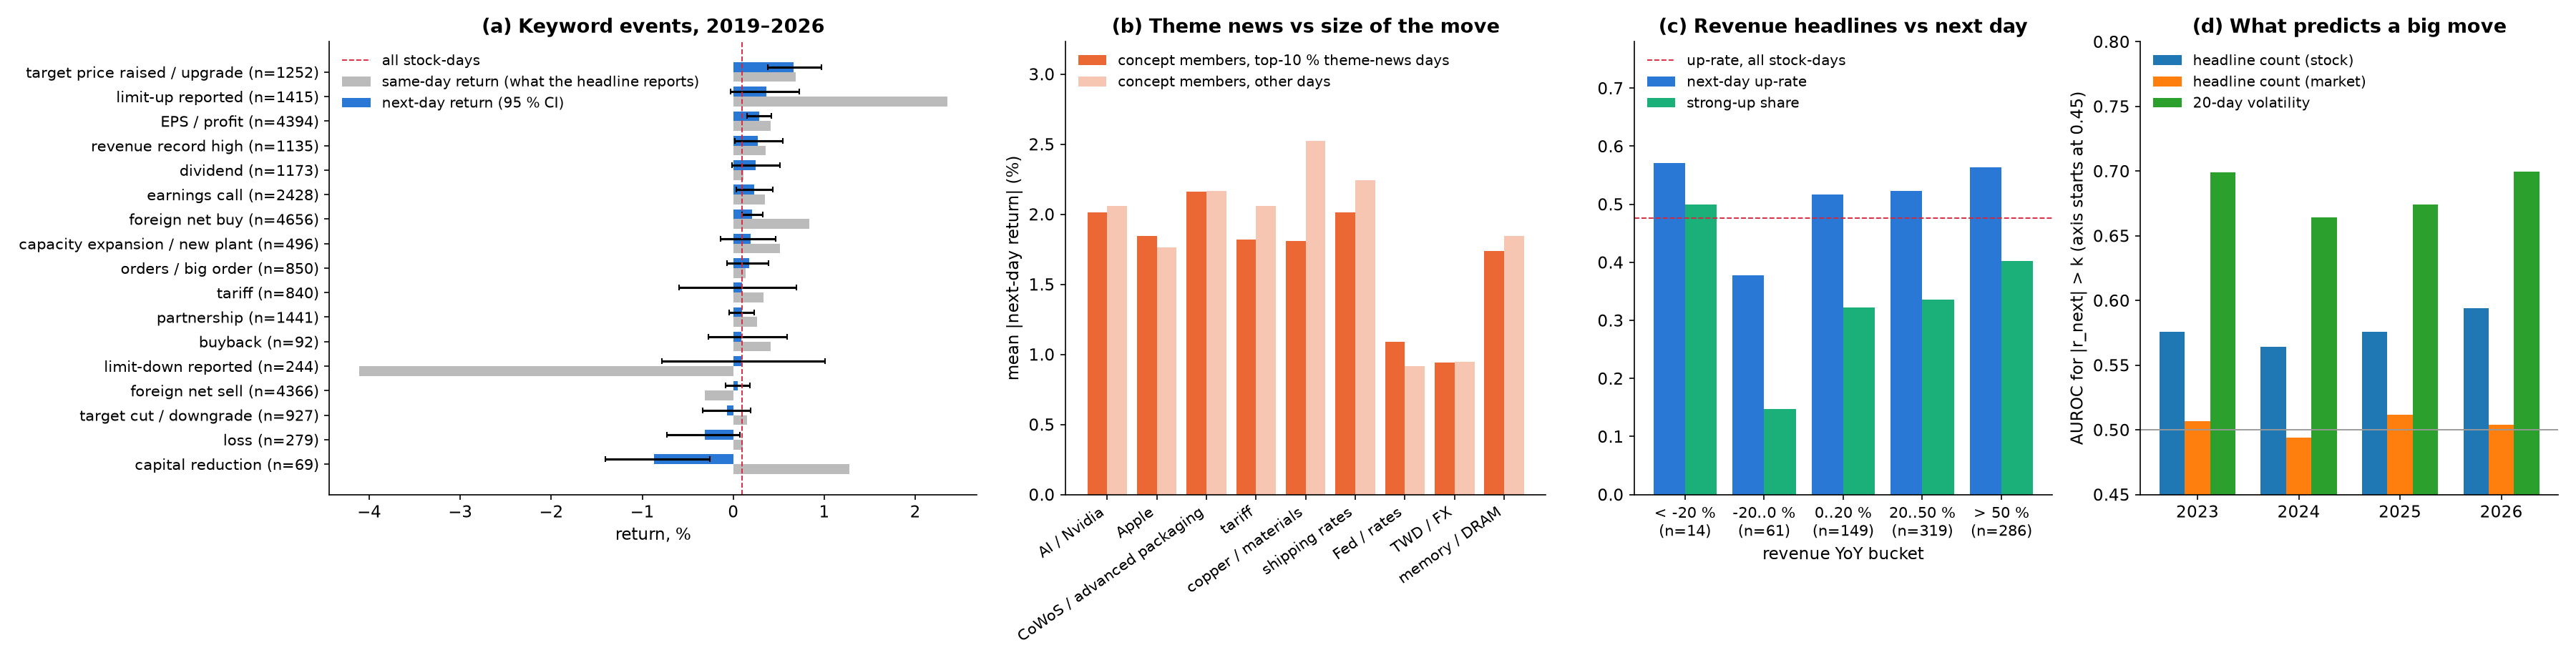 (a) Keyword events, 2019–2026
all stock-days
same-day return (what the headline reports)
next-day return (95 % CI)
target price raised / upgrade (n=1252)
limit-up reported (n=1415)
EPS / profit (n=4394)
revenue record high (n=1135)
dividend (n=1173)
earnings call (n=2428)
foreign net buy (n=4656)
capacity expansion / new plant (n=496)
orders / big order (n=850)
tariff (n=840)
partnership (n=1441)
buyback (n=92)
limit-down reported (n=244)
foreign net sell (n=4366)
target cut / downgrade (n=927)
loss (n=279)
capital reduction (n=69)
−4 −3 −2 −1 0 1 2
return, %
(b) Theme news vs size of the move
concept members, top-10 % theme-news days
concept members, other days
mean |next-day return| (%)
3.0
2.5
2.0
1.5
1.0
0.5
0.0
AI / Nvidia
Apple
CoWoS / advanced packaging
tariff
copper / materials
shipping rates
Fed / rates
TWD / FX
memory / DRAM
(c) Revenue headlines vs next day
up-rate, all stock-days
next-day up-rate
strong-up share
0.7
0.6
0.5
0.4
0.3
0.2
0.1
0.0
< -20 % -20..0 % 0..20 % 20..50 % > 50 %
(n=14) (n=61) (n=149) (n=319) (n=286)
revenue YoY bucket
(d) What predicts a big move
headline count (stock)
headline count (market)
20-day volatility
AUROC for |r_next| > k (axis starts at 0.45)
0.80
0.75
0.70
0.65
0.60
0.55
0.50
0.45
2023 2024 2025 2026